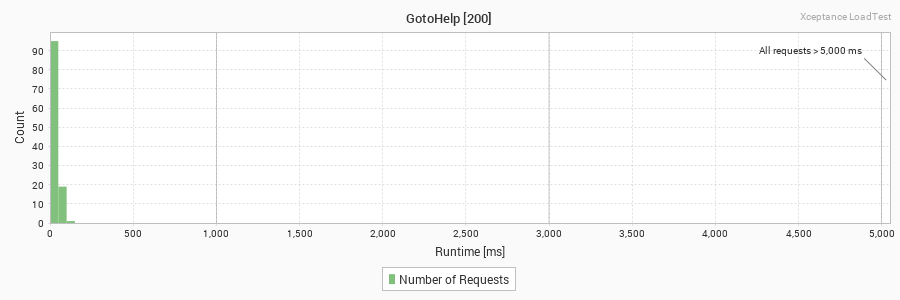 GotoHelp [200]
Xceptance LoadTest
All requests > 5,000 ms
Count
90
80
70
60
50
40
30
20
10
0
0 500 1,000 1,500 2,000 2,500 3,000 3,500 4,000 4,500 5,000
Runtime [ms]
Number of Requests